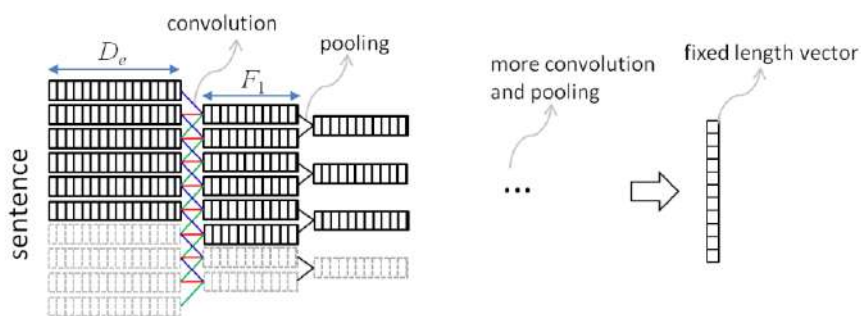 convolution
pooling
D_e
F_1
sentence
more convolution
and pooling
...
fixed length vector